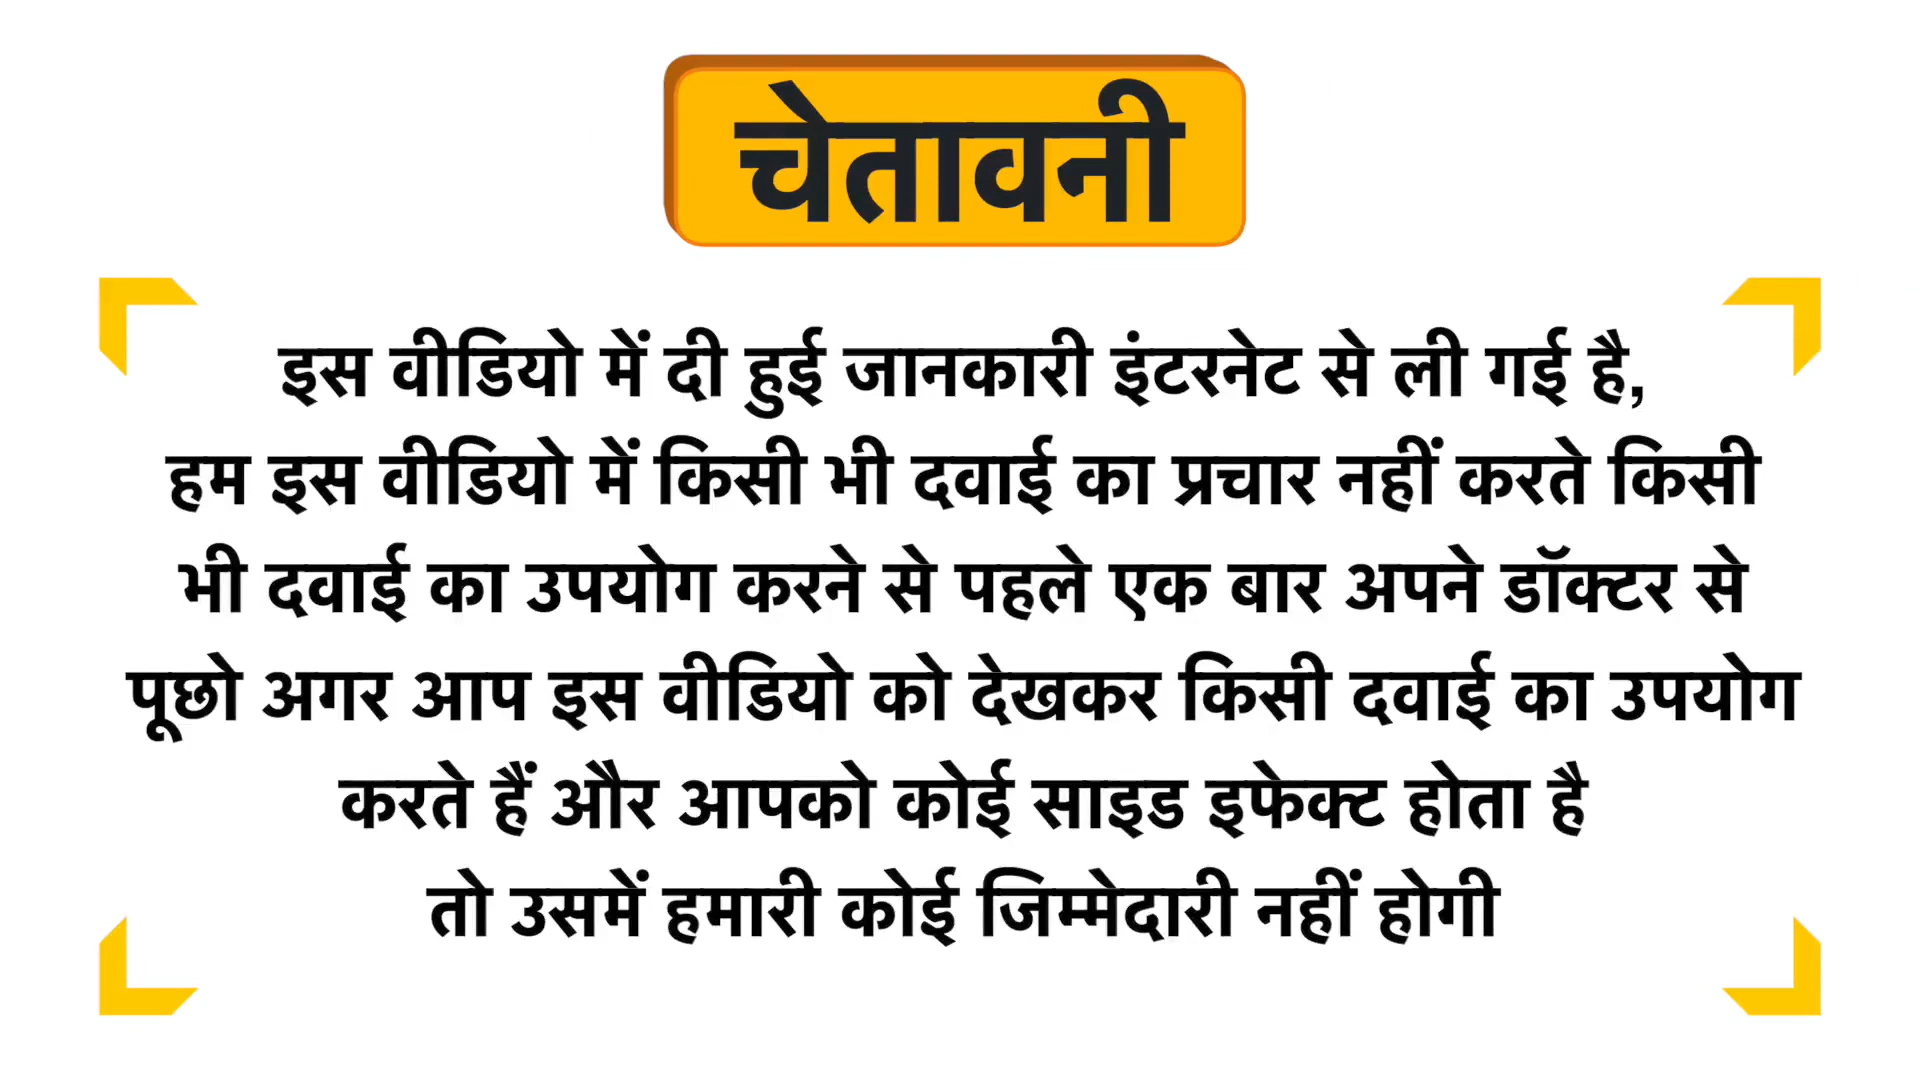 चेतावनी
इस वीडियो में दी हुई जानकारी इंटरनेट से ली गई है,
हम इस वीडियो में किसी भी दवाई का प्रचार नहीं करते किसी
भी दवाई का उपयोग करने से पहले एक बार अपने डॉक्टर से
पूछो अगर आप इस वीडियो को देखकर किसी दवाई का उपयोग
करते हैं और आपको कोई साइड इफेक्ट होता है
तो उसमें हमारी कोई जिम्मेदारी नहीं होगी